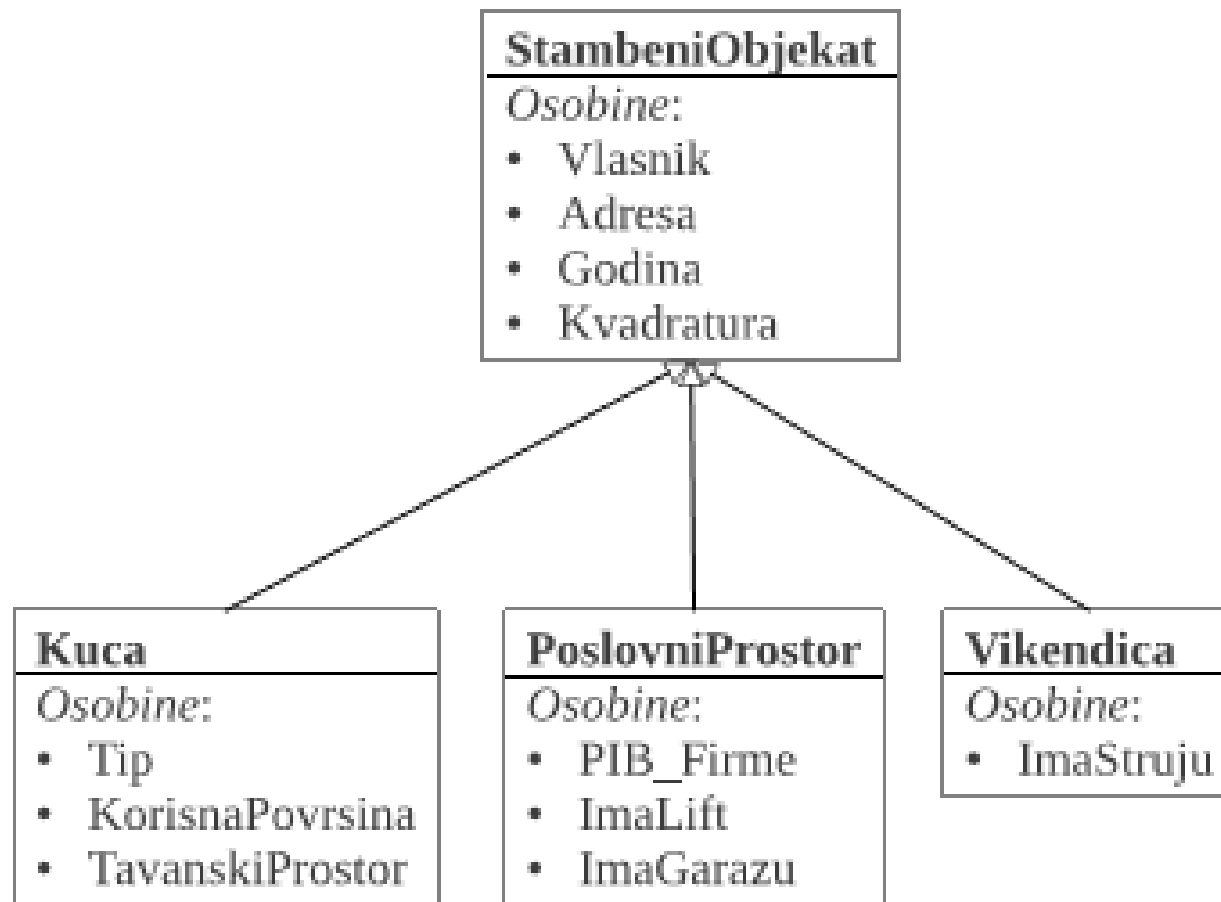 StambeniObjekat
Osobine:
• Vlasnik
• Adresa
• Godina
• Kvadratura
Kuca
Osobine:
• Tip
• KorisnaPovrsina
• TavanskiProstor
PoslovniProstor
Osobine:
• PIB_Firme
• ImaLift
• ImaGarazu
Vikendica
Osobine:
• ImaStruju